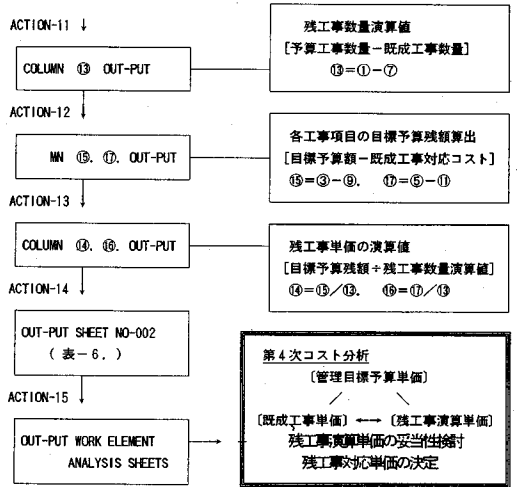 ACTION-11 ↓
残工事数量演算値
[予算工事数量－既成工事数量]
⑬＝①－⑦
COLUMN ⑬ OUT-PUT
ACTION-12
各工事項目の目標予算残額算出
[目標予算額－既成工事対応コスト]
⑮＝③－⑨. ⑰＝⑤－⑪
MN ⑮. ⑰. OUT-PUT
ACTION-13
残工事単価の演算値
[目標予算残額÷残工事数量演算値]
⑭＝⑮／⑬. ⑯＝⑰／⑬
COLUMN ⑭. ⑯. OUT-PUT
ACTION-14
OUT-PUT SHEET NO-002
( 表－6. )
ACTION-15
OUT-PUT WORK ELEMENT
ANALYSIS SHEETS
第4次コスト分析
[管理目標予算単価]
[既成工事単価] ←→ [残工事演算単価]
残工事演算単価の妥当性検討
残工事対応単価の決定